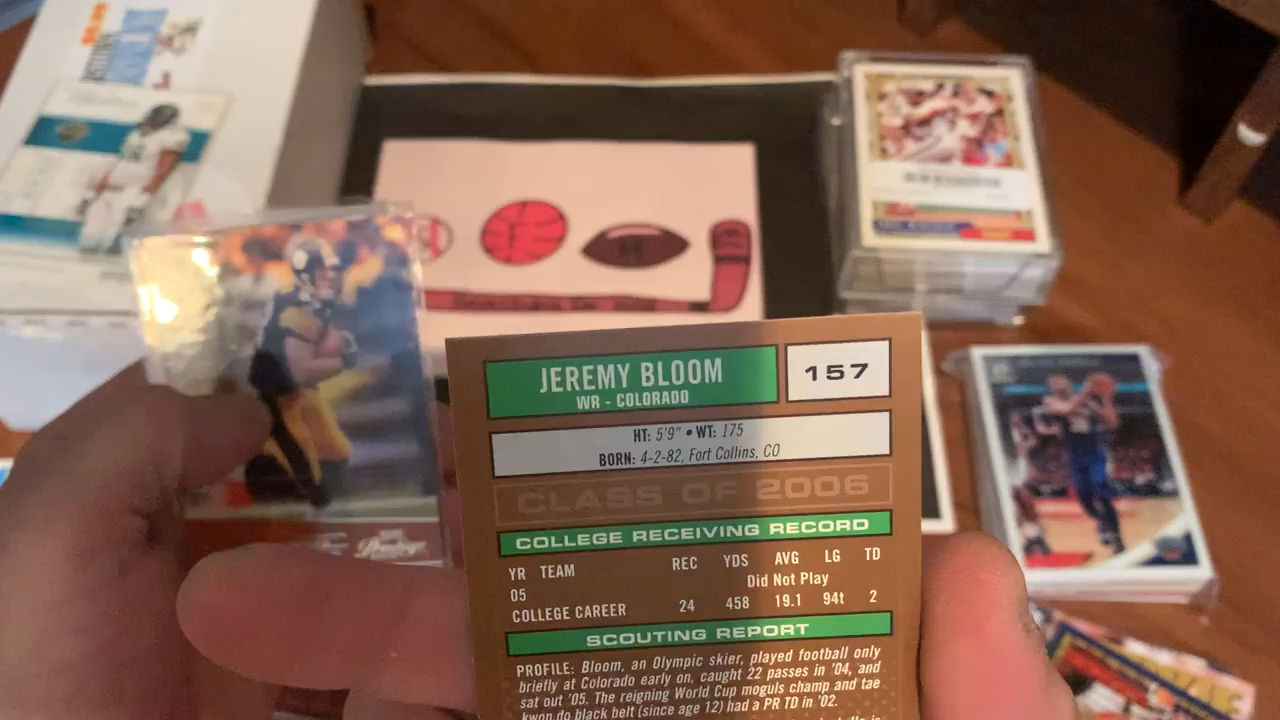 JEREMY BLOOM
WR - COLORADO
157
HT: 5'9" • WT: 175
BORN: 4-2-82, Fort Collins, CO
CLASS OF 2006
COLLEGE RECEIVING RECORD
YR TEAM REC YDS AVG LG TD
05 Did Not Play
COLLEGE CAREER 24 458 19.1 94t 2
SCOUTING REPORT
PROFILE: Bloom, an Olympic skier, played football only
briefly at Colorado early on, caught 22 passes in '04, and
sat out '05. The reigning World Cup moguls champ and tae
kwon do black belt (since age 12) had a PR TD in '02.
Prestige